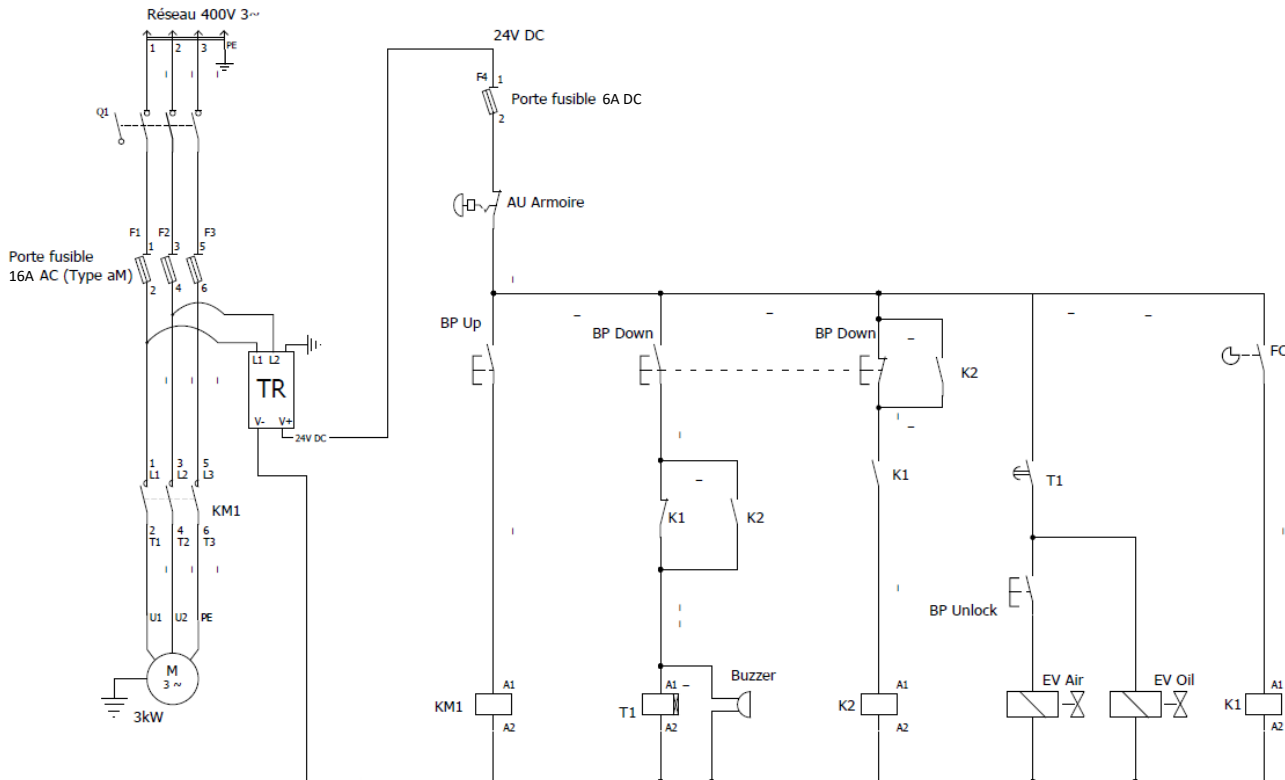 Réseau 400V 3~
1 2 3 PE
Q1
F1 F2 F3
1 3 5
Porte fusible
16A AC (Type aM)
2 4 6
L1 L2
TR
V- V+
24V DC
1 3 5
L1 L2 L3
KM1
2 4 6
T1 T2 T3
U1 U2 PE
M
3 ~
3kW
24V DC
F4 1
Porte fusible 6A DC
2
AU Armoire
BP Up
BP Down
BP Down
K2
FC
K1
K2
K1
T1
BP Unlock
KM1
A1
A2
T1
A1
A2
Buzzer
K2
A1
A2
EV Air
EV Oil
K1
A1
A2